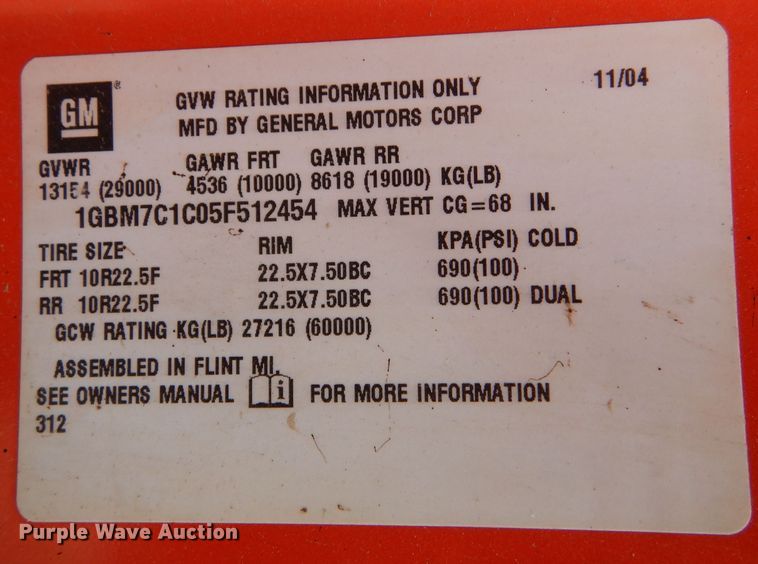 GM ® GVW RATING INFORMATION ONLY 11/04
MFD BY GENERAL MOTORS CORP
GVWR GAWR FRT GAWR RR
13154 (29000) 4536 (10000) 8618 (19000) KG(LB)
1GBM7C1C05F512454 MAX VERT CG=68 IN.
TIRE SIZE RIM KPA(PSI) COLD
FRT 10R22.5F 22.5X7.50BC 690(100)
RR 10R22.5F 22.5X7.50BC 690(100) DUAL
GCW RATING KG(LB) 27216 (60000)
ASSEMBLED IN FLINT MI.
SEE OWNERS MANUAL i FOR MORE INFORMATION
312
Purple Wave Auction